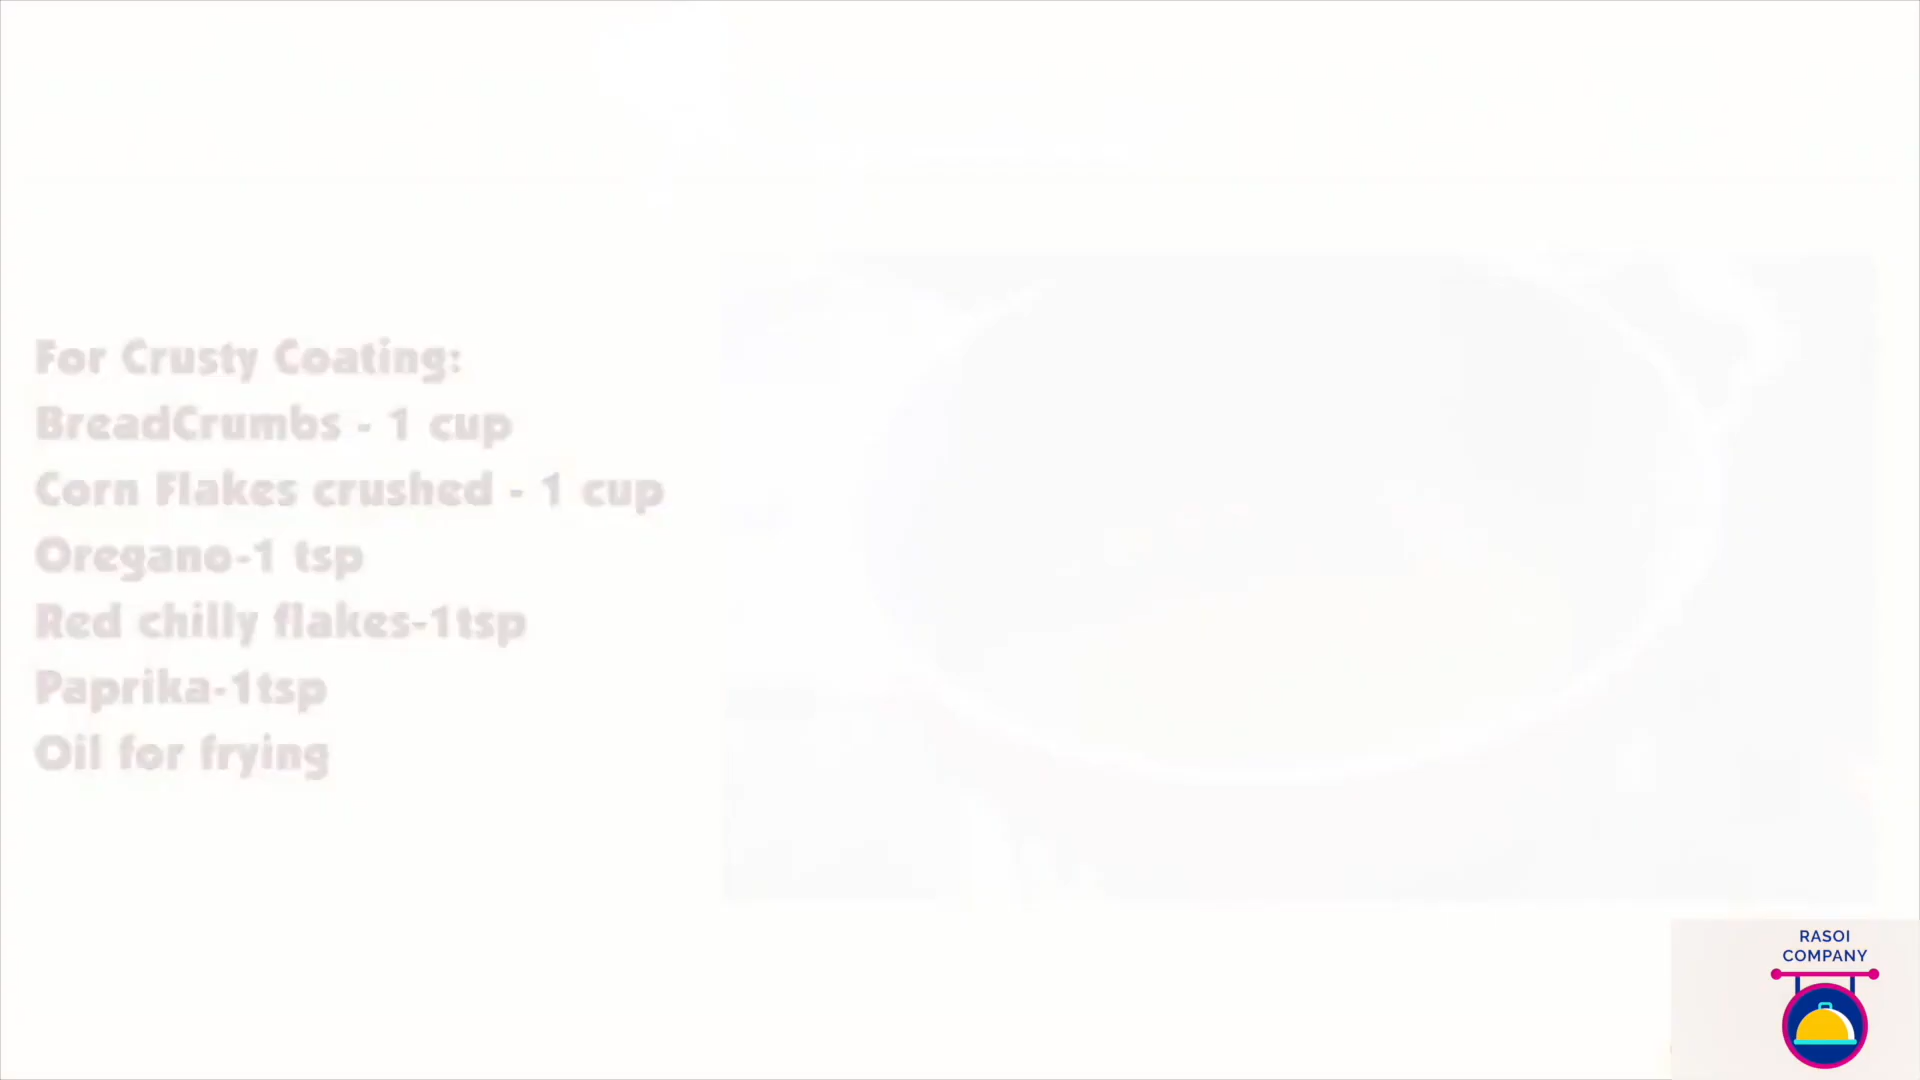 For Crusty Coating:
BreadCrumbs - 1 cup
Corn Flakes crushed - 1 cup
Oregano-1 tsp
Red chilly flakes-1tsp
Paprika-1tsp
Oil for frying
RASOI
COMPANY